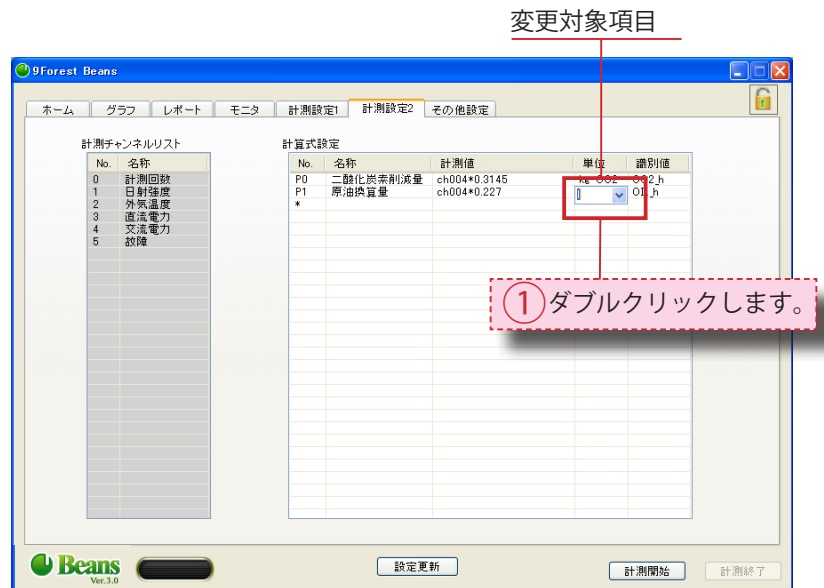 変更対象項目
9Forest Beans
ホーム グラフ レポート モニタ 計測設定1 計測設定2 その他設定
計測チャンネルリスト
No. 名称
0 計測回数
1 日射強度
2 外気温度
3 直流電力
4 交流電力
5 故障
計算式設定
No. 名称 計測値 単位 識別値
P0 二酸化炭素削減量 ch004*0.3145 kg-CO2 CO2_h
P1 原油換算量 ch004*0.227 OIL_h
*
①ダブルクリックします。
Beans
Ver.3.0
設定更新
計測開始
計測終了